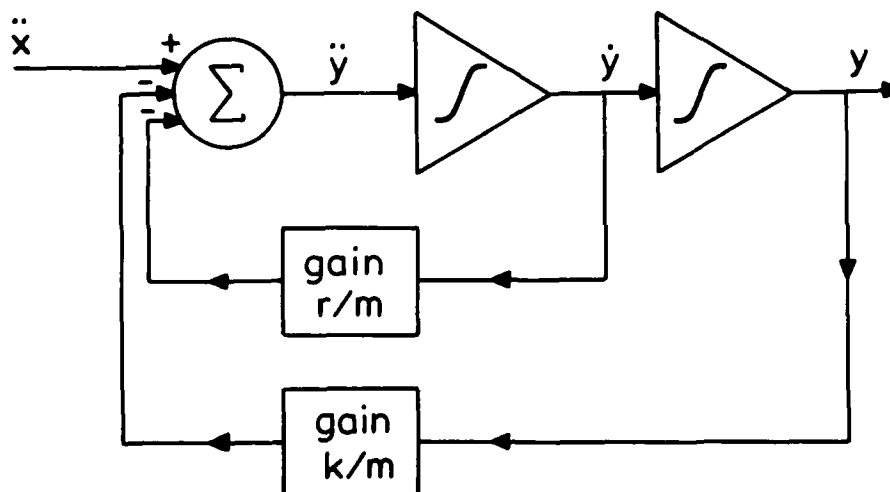 ẍ
+
-
-
Σ
ÿ
∫
ẏ
∫
y
gain
r/m
gain
k/m